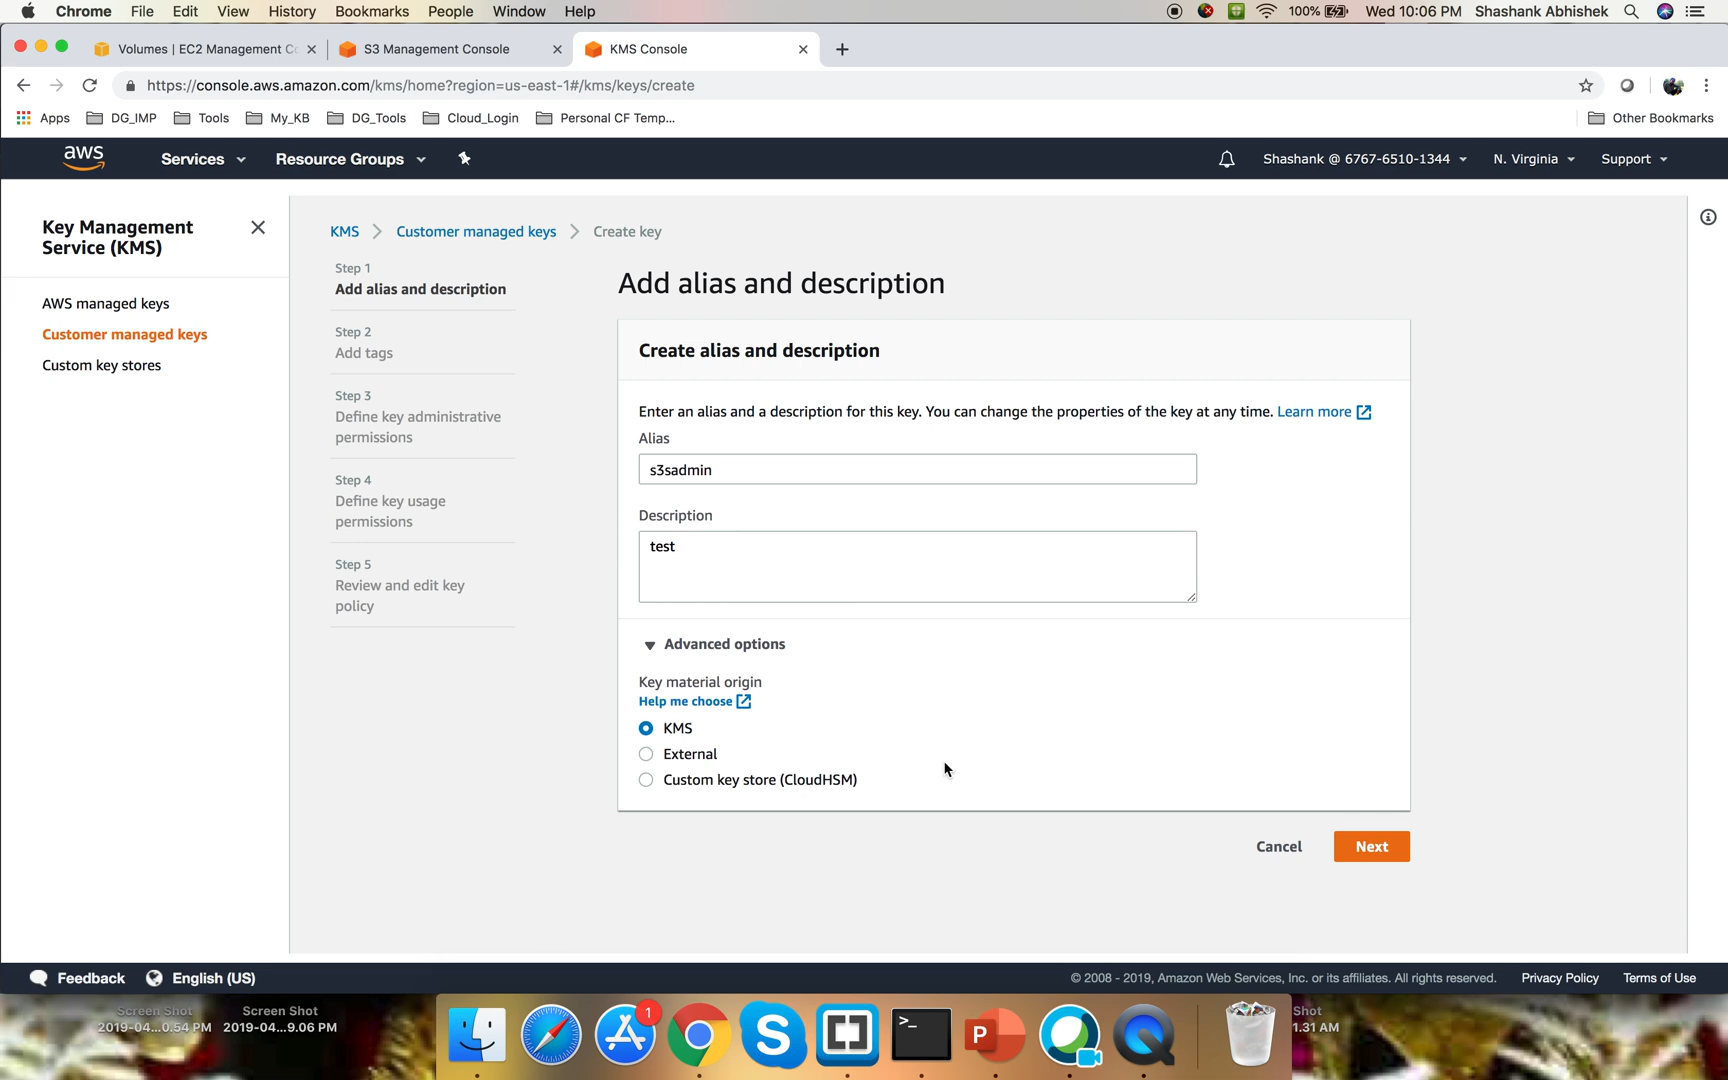 Chrome File Edit View History Bookmarks People Window Help 100% Wed 10:06 PM Shashank Abhishek
Volumes | EC2 Management Co S3 Management Console KMS Console
https://console.aws.amazon.com/kms/home?region=us-east-1#/kms/keys/create
Apps DG_IMP Tools My_KB DG_Tools Cloud_Login Personal CF Temp... Other Bookmarks
aws Services Resource Groups Shashank @ 6767-6510-1344 N. Virginia Support
Key Management
Service (KMS)
AWS managed keys
Customer managed keys
Custom key stores
KMS > Customer managed keys > Create key
Step 1
Add alias and description
Step 2
Add tags
Step 3
Define key administrative
permissions
Step 4
Define key usage
permissions
Step 5
Review and edit key
policy
Add alias and description
Create alias and description
Enter an alias and a description for this key. You can change the properties of the key at any time. Learn more
Alias
s3sadmin
Description
test
Advanced options
Key material origin
Help me choose
KMS
External
Custom key store (CloudHSM)
Cancel Next
Feedback English (US) © 2008 - 2019, Amazon Web Services, Inc. or its affiliates. All rights reserved. Privacy Policy Terms of Use
Screen Shot Screen Shot Shot
2019-04...0.54 PM 2019-04...9.06 PM 1.31 AM
1
S
>_
P